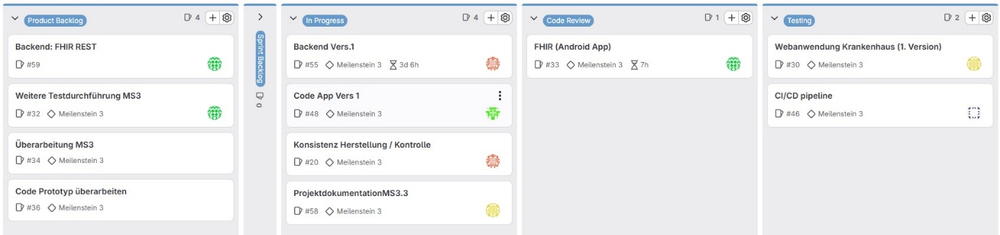 Product Backlog 4
Backend: FHIR REST
#59
Weitere Testdurchführung MS3
#32 Meilenstein 3
Überarbeitung MS3
#34 Meilenstein 3
Code Prototyp überarbeiten
#36 Meilenstein 3
Sprint Backlog 0
In Progress 4
Backend Vers.1
#55 Meilenstein 3 3d 6h
Code App Vers 1
#48 Meilenstein 3
Konsistenz Herstellung / Kontrolle
#20 Meilenstein 3
ProjektdokumentationMS3.3
#58 Meilenstein 3
Code Review 1
FHIR (Android App)
#33 Meilenstein 3 7h
Testing 2
Webanwendung Krankenhaus (1. Version)
#30 Meilenstein 3
CI/CD pipeline
#46 Meilenstein 3